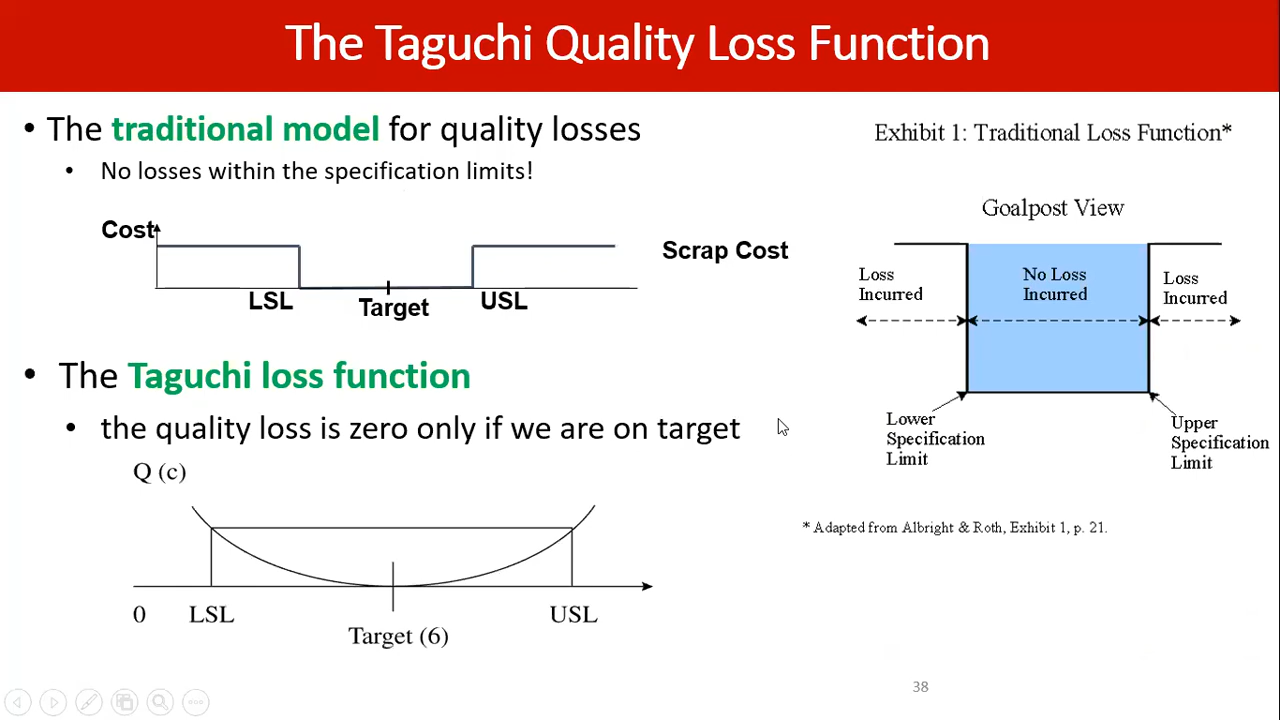 The Taguchi Quality Loss Function
• The traditional model for quality losses
• No losses within the specification limits!
Cost
LSL
Target
USL
Scrap Cost
• The Taguchi loss function
• the quality loss is zero only if we are on target
Q (c)
0
LSL
Target (6)
USL
Exhibit 1: Traditional Loss Function*
Goalpost View
Loss
Incurred
No Loss
Incurred
Loss
Incurred
Lower
Specification
Limit
Upper
Specification
Limit
* Adapted from Albright & Roth, Exhibit 1, p. 21.
38